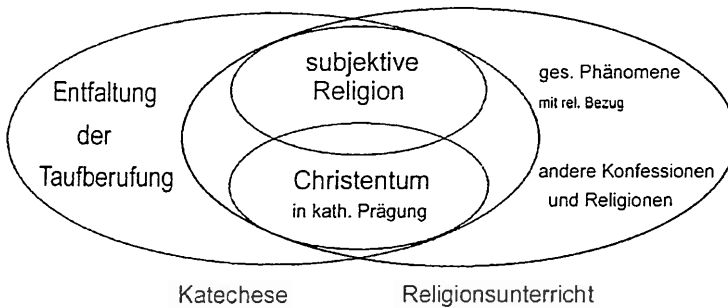 Entfaltung
der
Taufberufung
subjektive
Religion
Christentum
in kath. Prägung
ges. Phänomene
mit rel. Bezug
andere Konfessionen
und Religionen
Katechese
Religionsunterricht